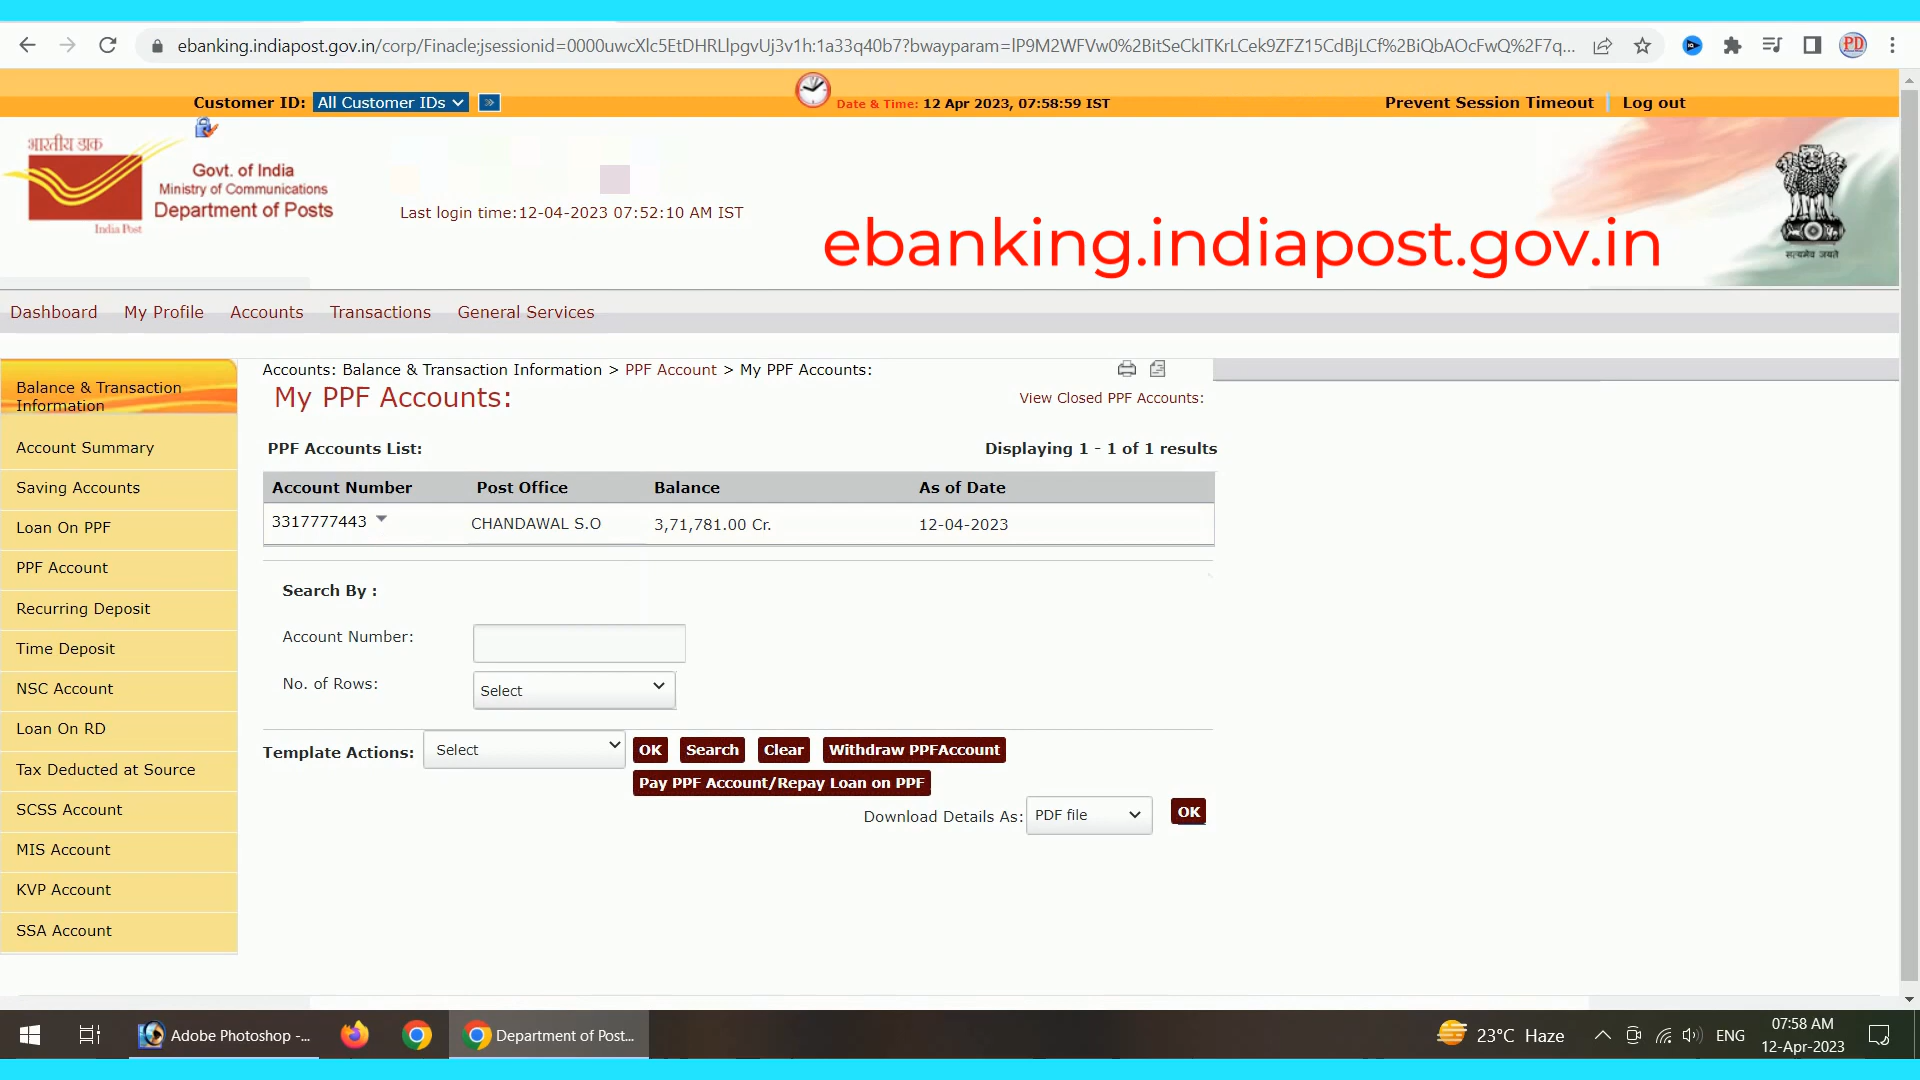 ebanking.indiapost.gov.in/corp/Finacle;jsessionid=0000uwcXlc5EtDHRLlpgvUj3v1h:1a33q40b7?bwayparam=lP9M2WFVw0%2BitSeCkITKrLCek9ZFZ15CdBjLCf%2BiQbAOcFwQ%2F7q...
PD
Customer ID: All Customer IDs »
Date & Time: 12 Apr 2023, 07:58:59 IST
Prevent Session Timeout Log out
भारतीय डाक
Govt. of India
Ministry of Communications
Department of Posts
India Post
Last login time:12-04-2023 07:52:10 AM IST
ebanking.indiapost.gov.in
सत्यमेव जयते
Dashboard My Profile Accounts Transactions General Services
Balance & Transaction
Information
Account Summary
Saving Accounts
Loan On PPF
PPF Account
Recurring Deposit
Time Deposit
NSC Account
Loan On RD
Tax Deducted at Source
SCSS Account
MIS Account
KVP Account
SSA Account
Accounts: Balance & Transaction Information > PPF Account > My PPF Accounts:
My PPF Accounts:
View Closed PPF Accounts:
PPF Accounts List:
Displaying 1 - 1 of 1 results
Account Number Post Office Balance As of Date
3317777443 CHANDAWAL S.O 3,71,781.00 Cr. 12-04-2023
Search By :
Account Number:
No. of Rows: Select
Template Actions: Select OK Search Clear Withdraw PPFAccount
Pay PPF Account/Repay Loan on PPF
Download Details As: PDF file OK
Adobe Photoshop -...
Department of Post...
23°C Haze
ENG
07:58 AM
12-Apr-2023